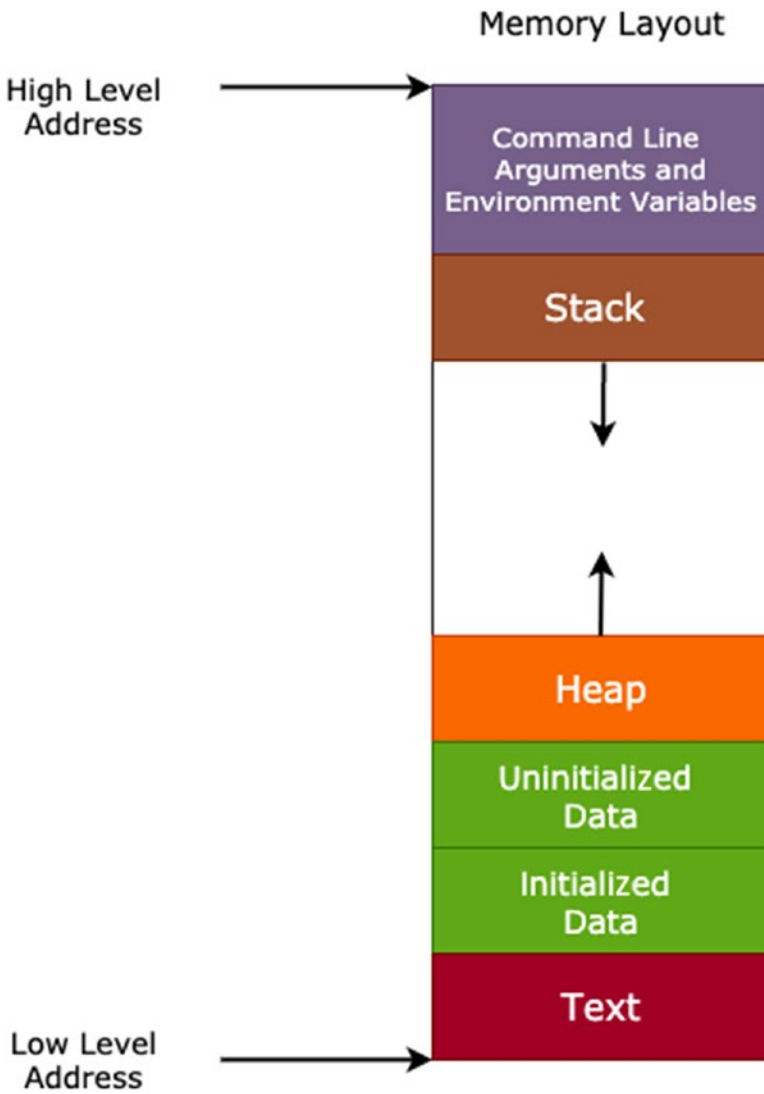 Memory Layout
High Level
Address
Command Line
Arguments and
Environment Variables
Stack
Heap
Uninitialized
Data
Initialized
Data
Text
Low Level
Address